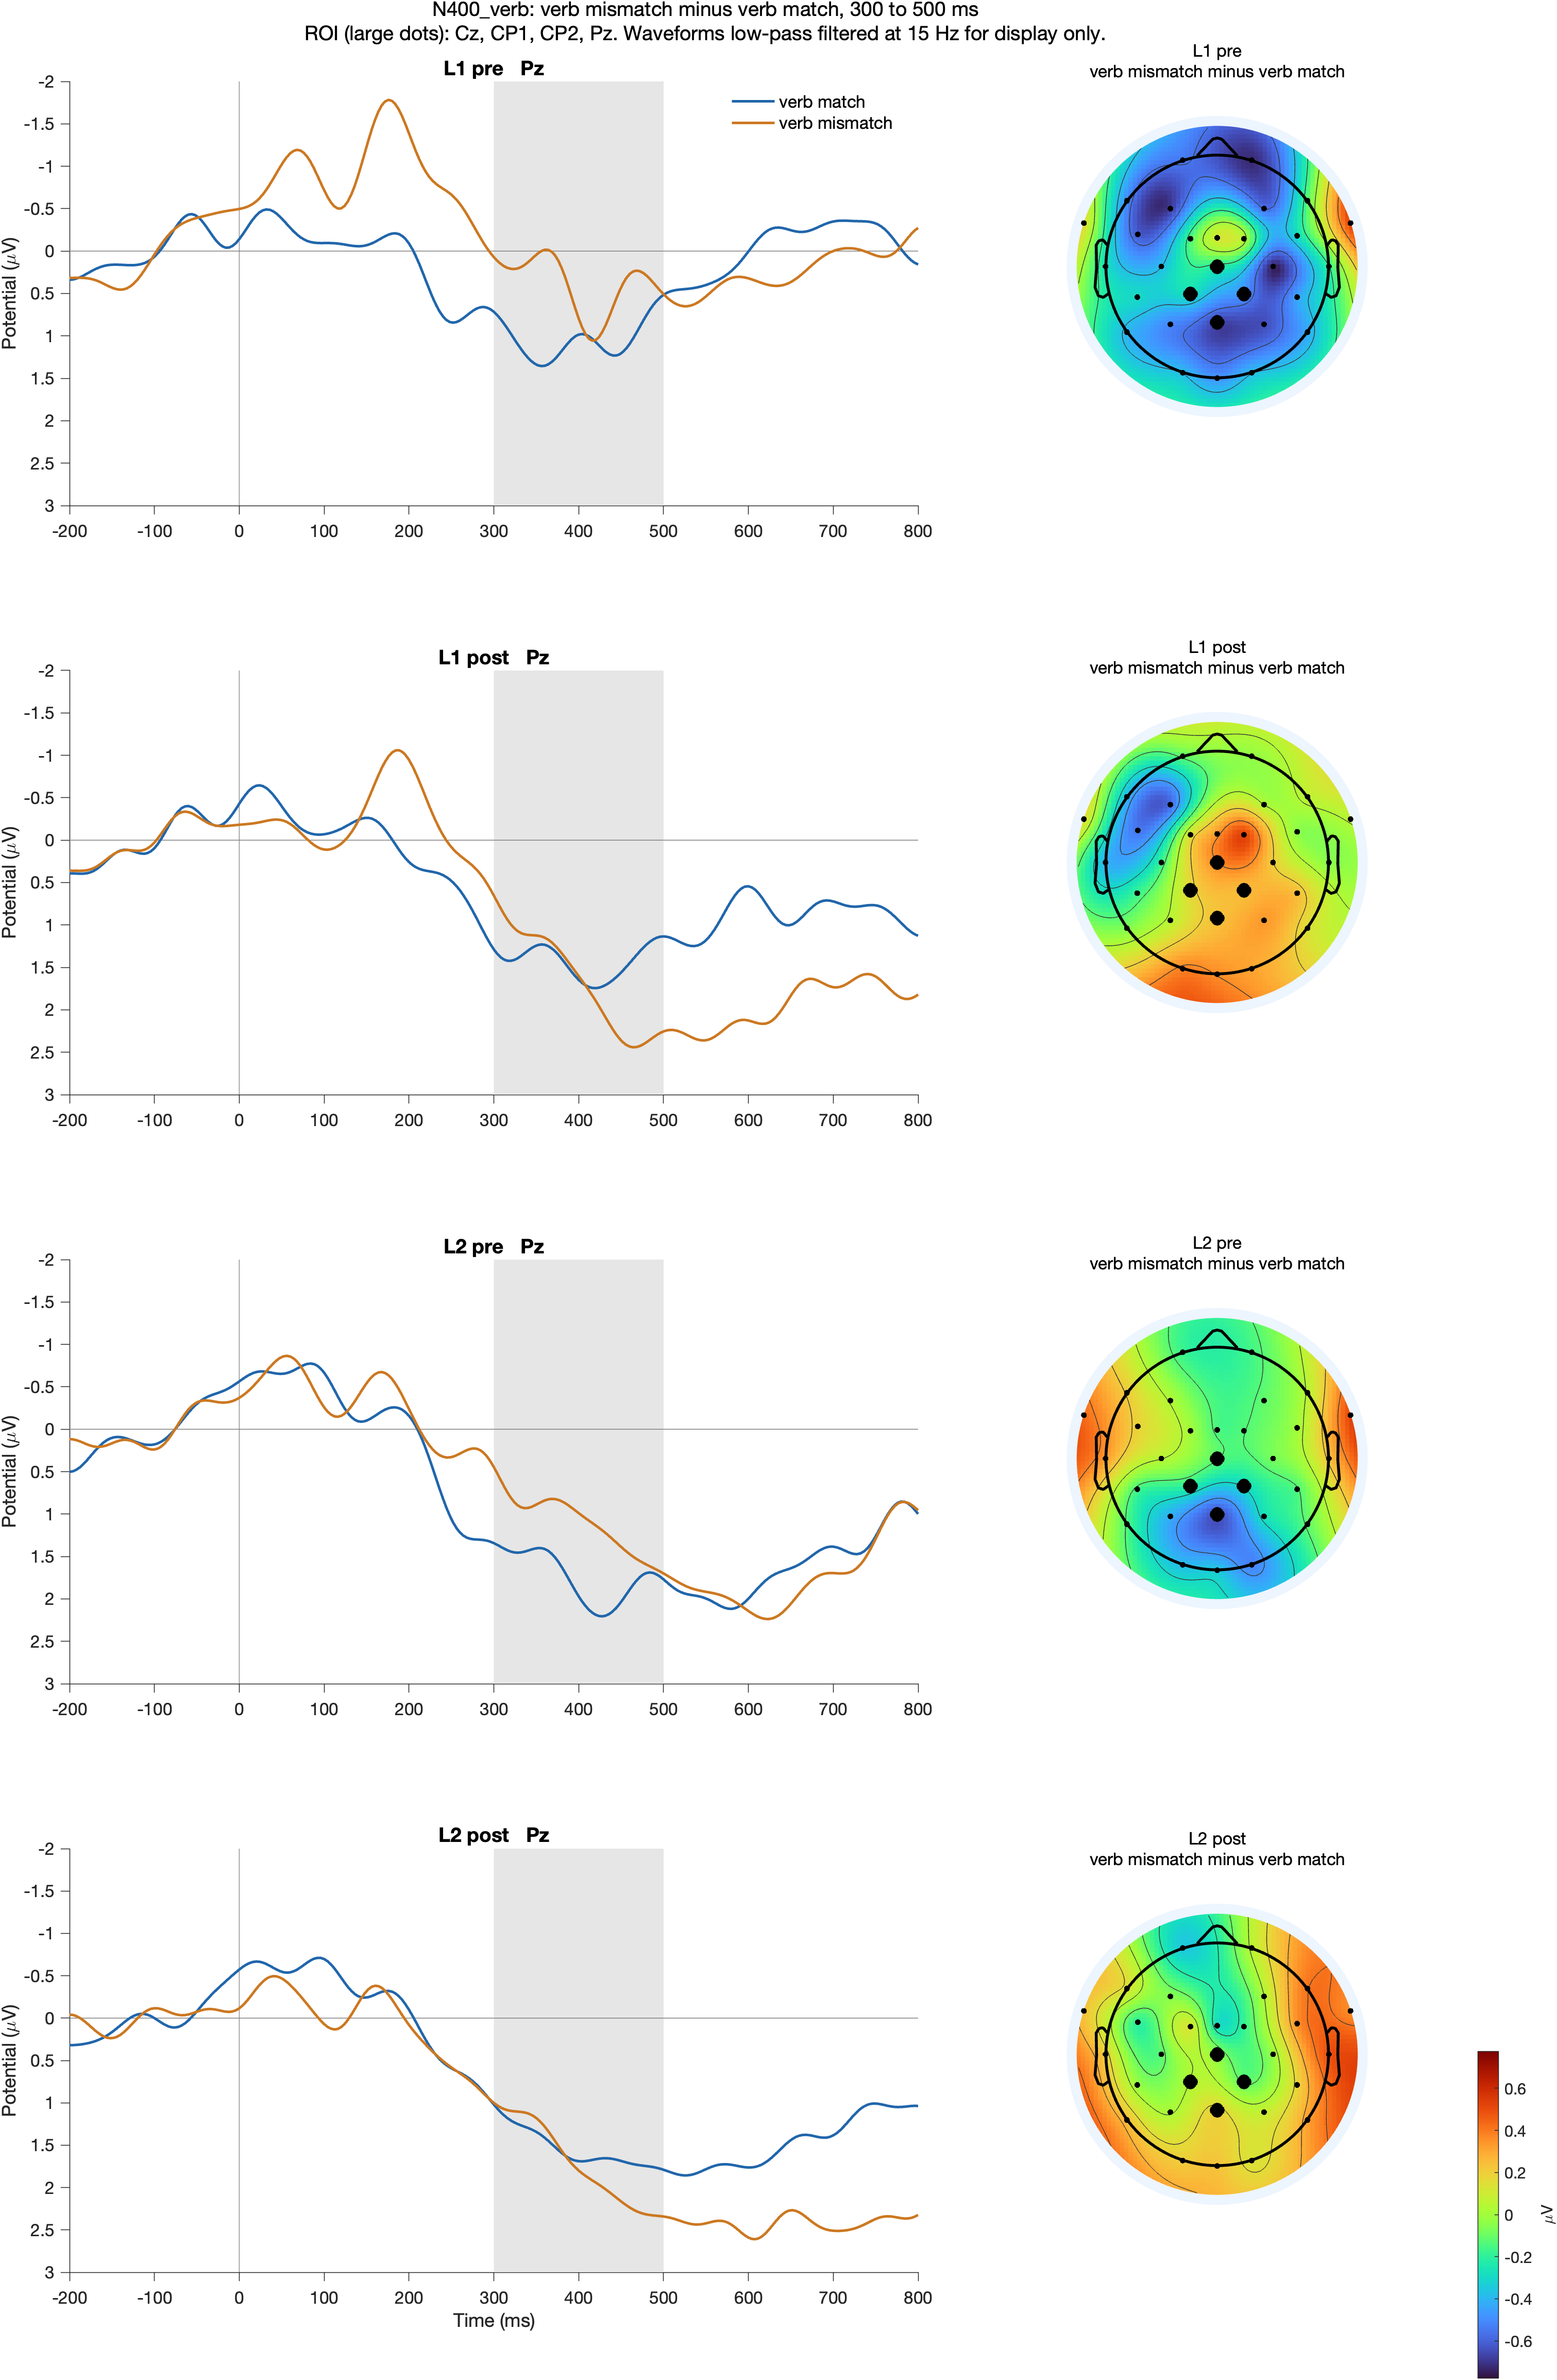 N400_verb: verb mismatch minus verb match, 300 to 500 ms
ROI (large dots): Cz, CP1, CP2, Pz. Waveforms low-pass filtered at 15 Hz for display only.
L1 pre Pz
verb match
verb mismatch
-2
-1.5
-1
-0.5
0
0.5
1
1.5
2
2.5
3
Potential (μV)
-200 -100 0 100 200 300 400 500 600 700 800
L1 pre
verb mismatch minus verb match
L1 post Pz
-2
-1.5
-1
-0.5
0
0.5
1
1.5
2
2.5
3
Potential (μV)
-200 -100 0 100 200 300 400 500 600 700 800
L1 post
verb mismatch minus verb match
L2 pre Pz
-2
-1.5
-1
-0.5
0
0.5
1
1.5
2
2.5
3
Potential (μV)
-200 -100 0 100 200 300 400 500 600 700 800
L2 pre
verb mismatch minus verb match
L2 post Pz
-2
-1.5
-1
-0.5
0
0.5
1
1.5
2
2.5
3
Potential (μV)
-200 -100 0 100 200 300 400 500 600 700 800
Time (ms)
L2 post
verb mismatch minus verb match
0.6
0.4
0.2
0
-0.2
-0.4
-0.6
μV